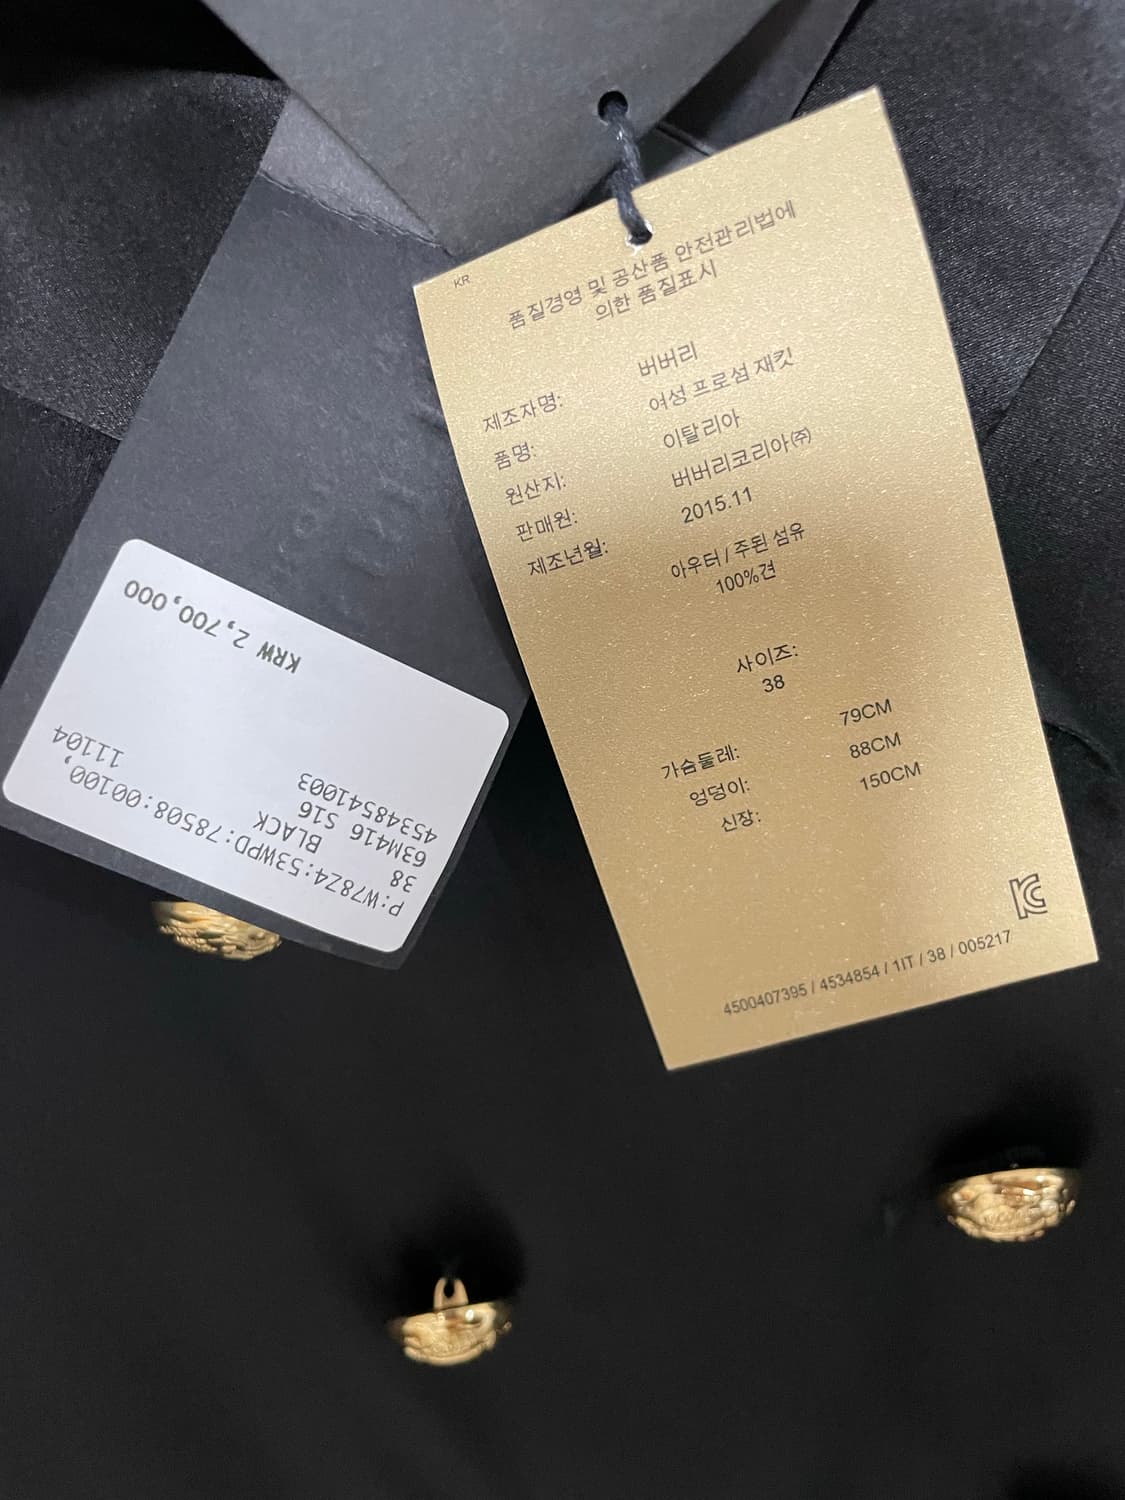 KR
품질경영 및 공산품 안전관리법에
의한 품질표시
제조자명: 버버리
품명: 여성 프로섬 재킷
원산지: 이탈리아
판매원: 버버리코리아㈜
제조년월: 2015.11
아우터 / 주된 섬유
100%견
사이즈:
38
가슴둘레: 79CM
엉덩이: 88CM
신장: 150CM
4500407395 / 4534854 / 1IT / 38 / 005217
P:W78Z4:53WPD:78508:00100,
38 BLACK 11104
63M416 S16
45348541003
KRW 2,700,000